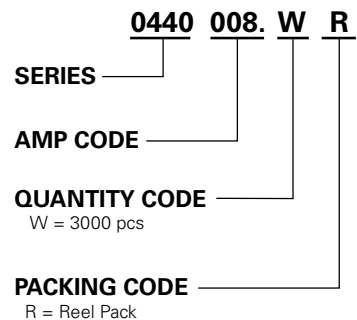 0440 008. W R
SERIES
AMP CODE
QUANTITY CODE
W = 3000 pcs
PACKING CODE
R = Reel Pack